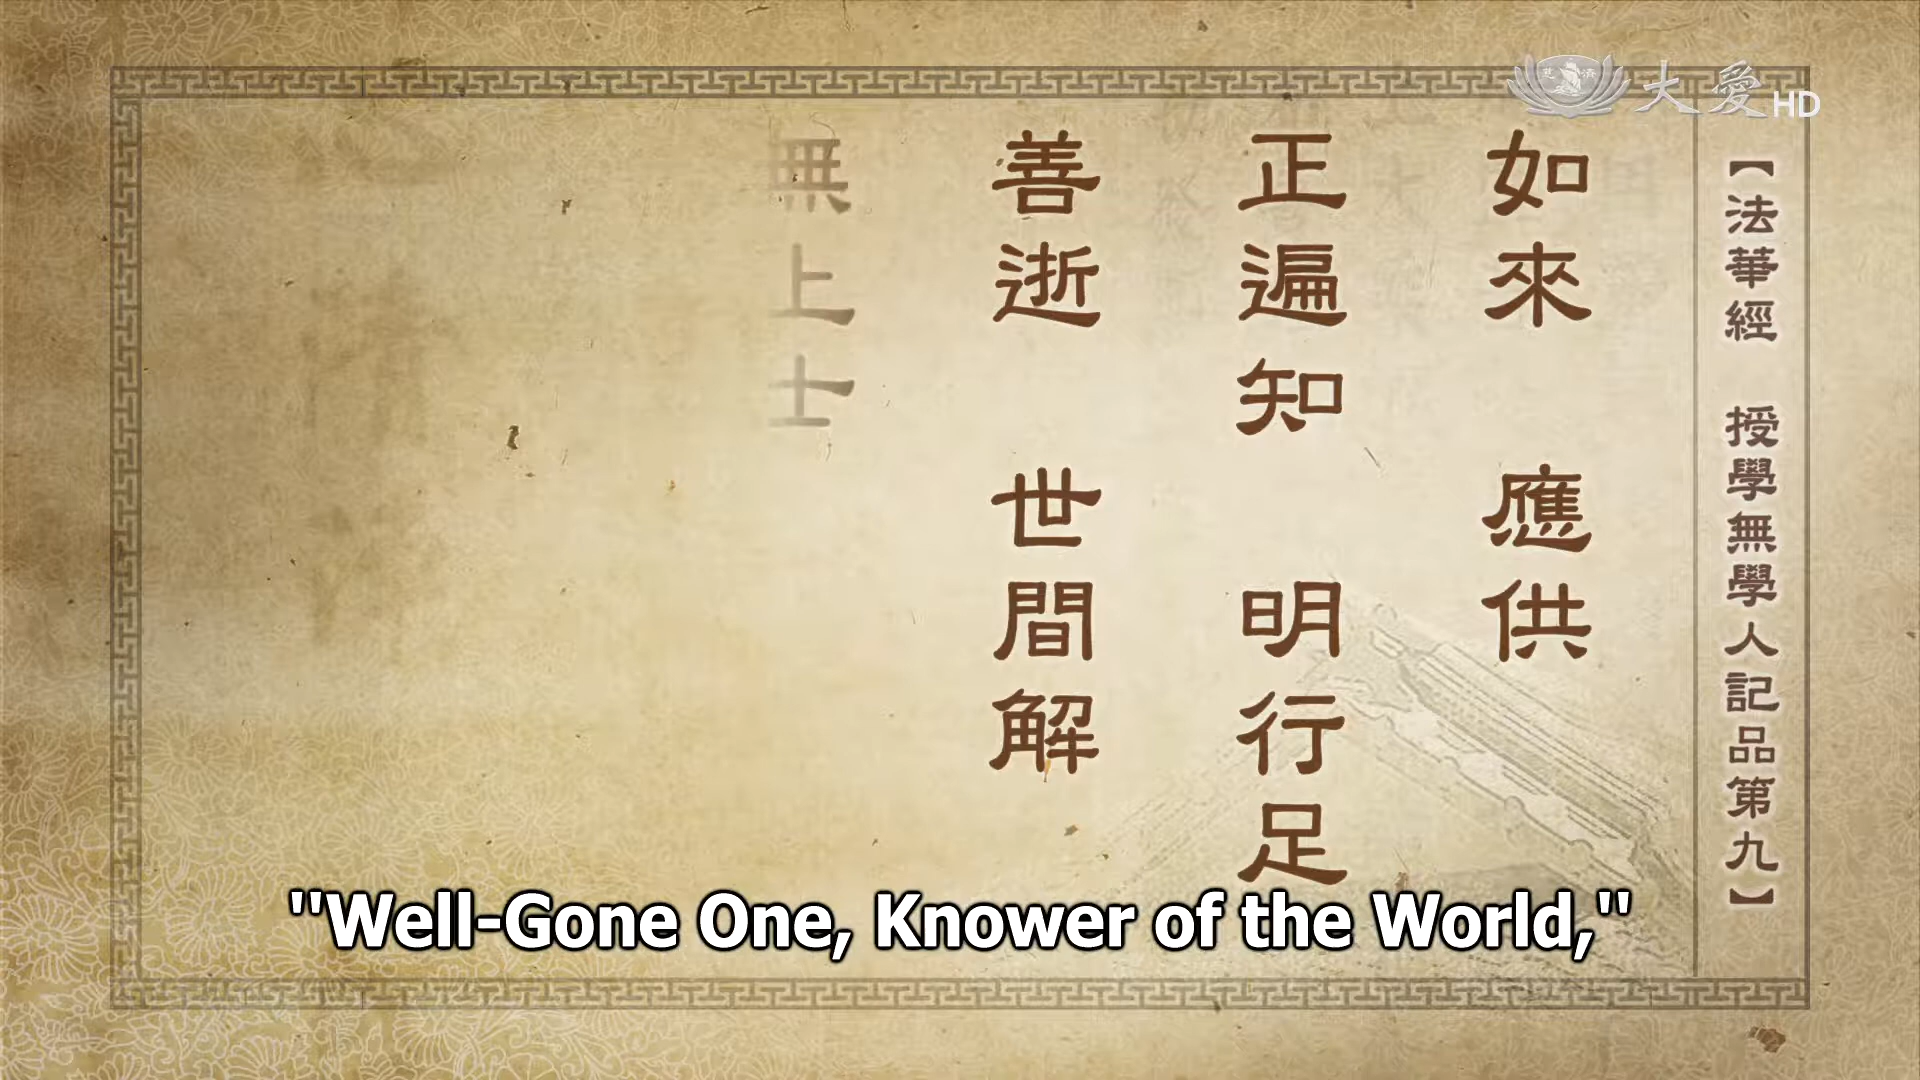 【法華經 授學無學人記品第九】
如來 應供
正遍知 明行足
善逝 世間解
無上士
大愛HD
慈濟
"Well-Gone One, Knower of the World,"